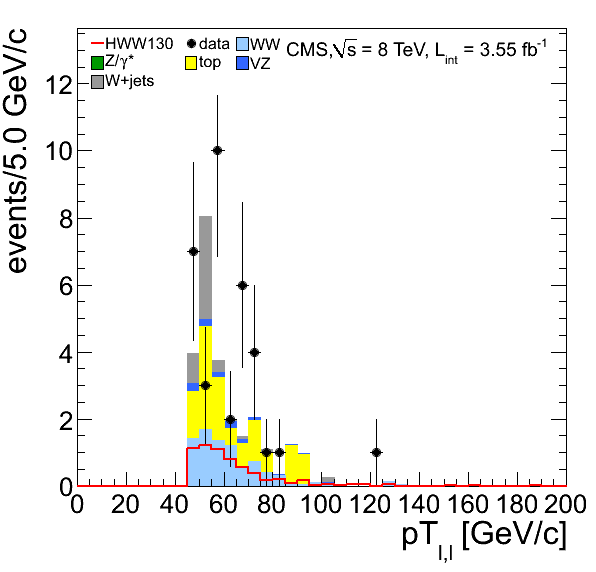 HWW130 data WW CMS,√s = 8 TeV, L_int = 3.55 fb⁻¹
Z/γ* top VZ
W+jets
events/5.0 GeV/c
12
10
8
6
4
2
0
0 20 40 60 80 100 120 140 160 180 200
pT_l,l [GeV/c]